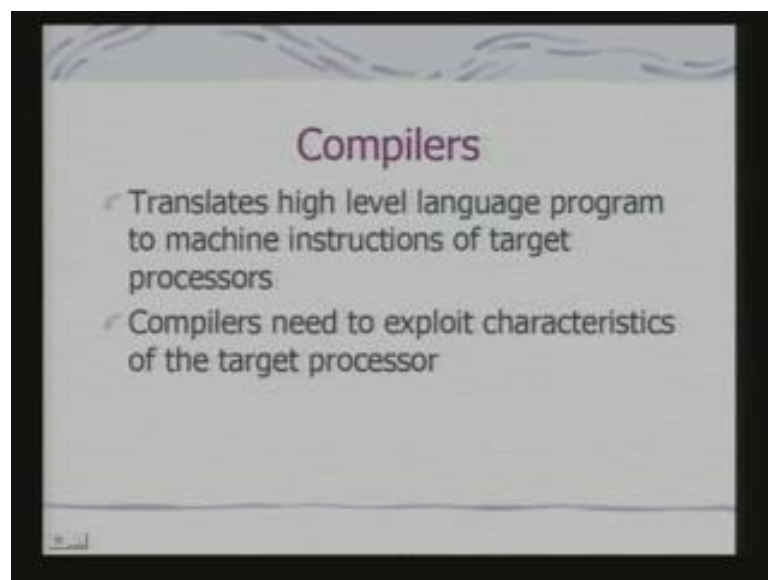 Compilers
Translates high level language program
to machine instructions of target
processors
Compilers need to exploit characteristics
of the target processor